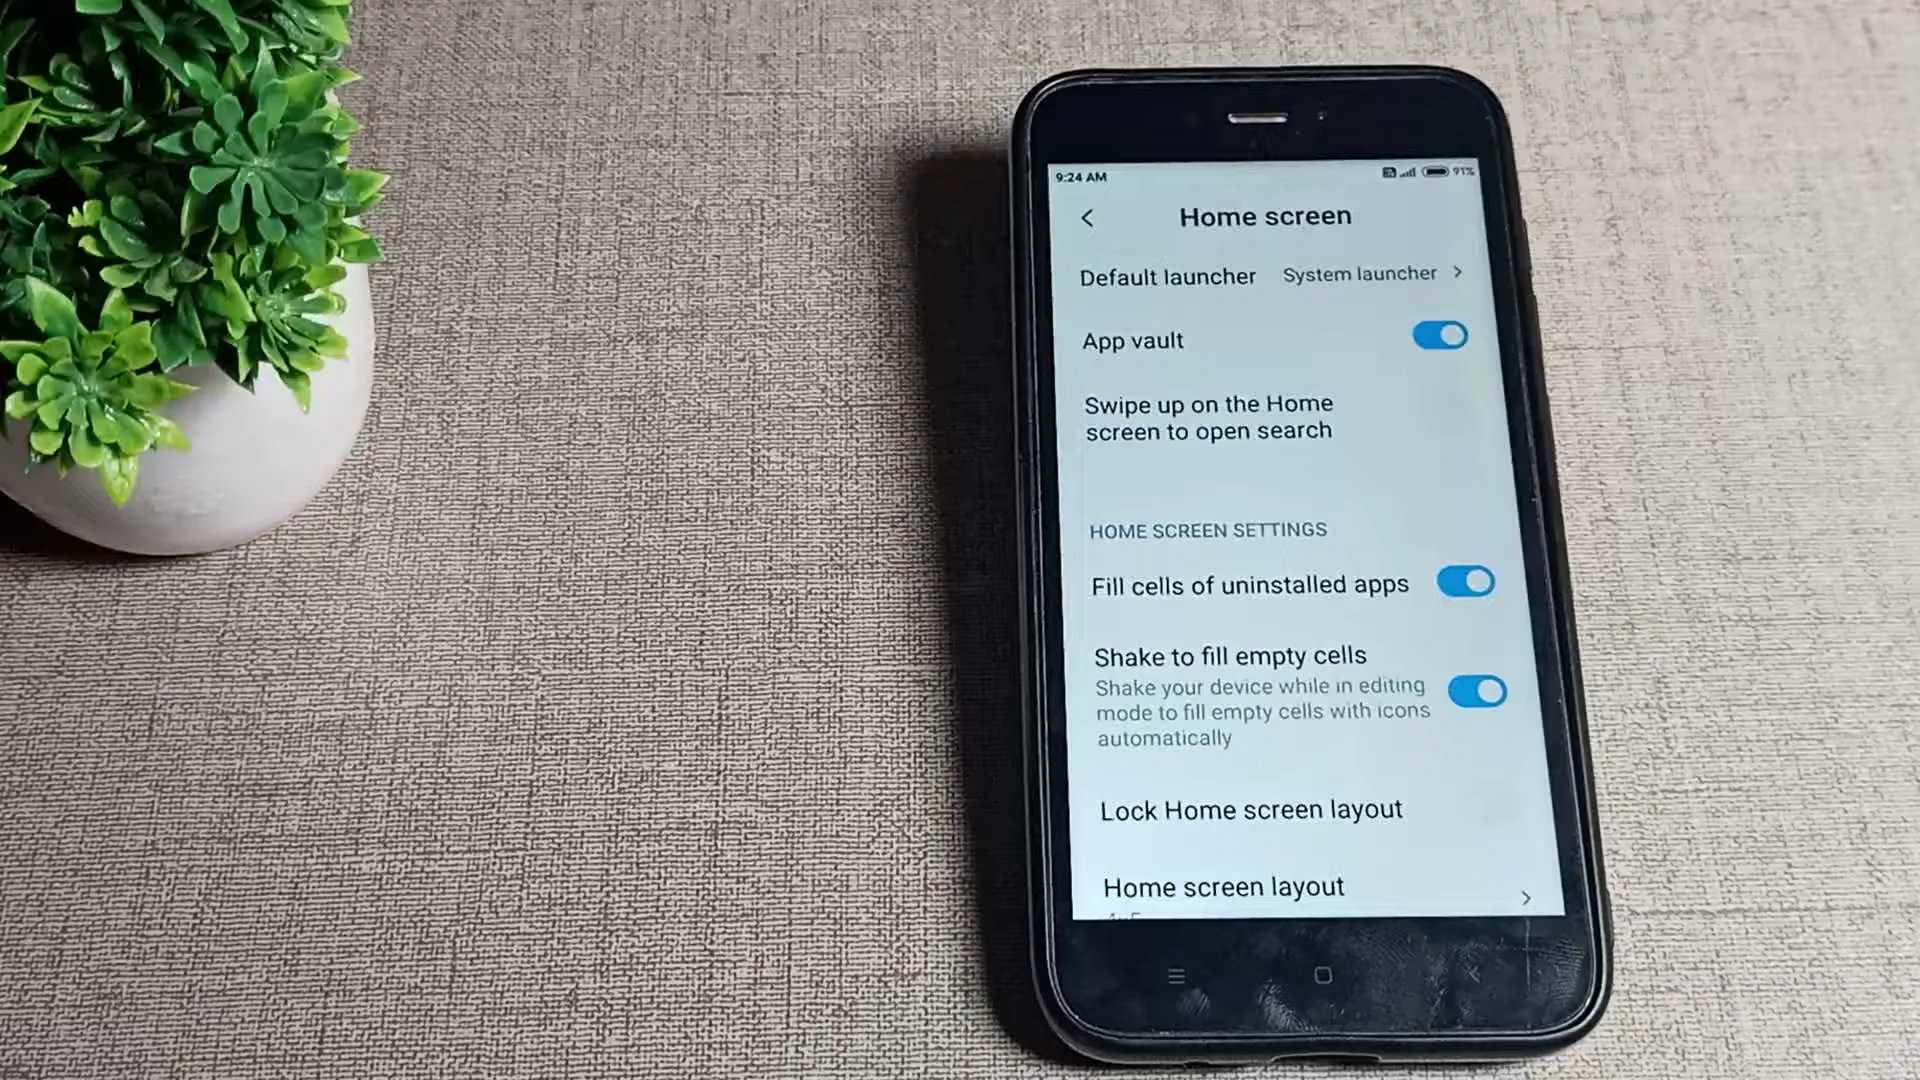 9:24 AM 91%
Home screen
Default launcher System launcher
App vault
Swipe up on the Home
screen to open search
HOME SCREEN SETTINGS
Fill cells of uninstalled apps
Shake to fill empty cells
Shake your device while in editing
mode to fill empty cells with icons
automatically
Lock Home screen layout
Home screen layout